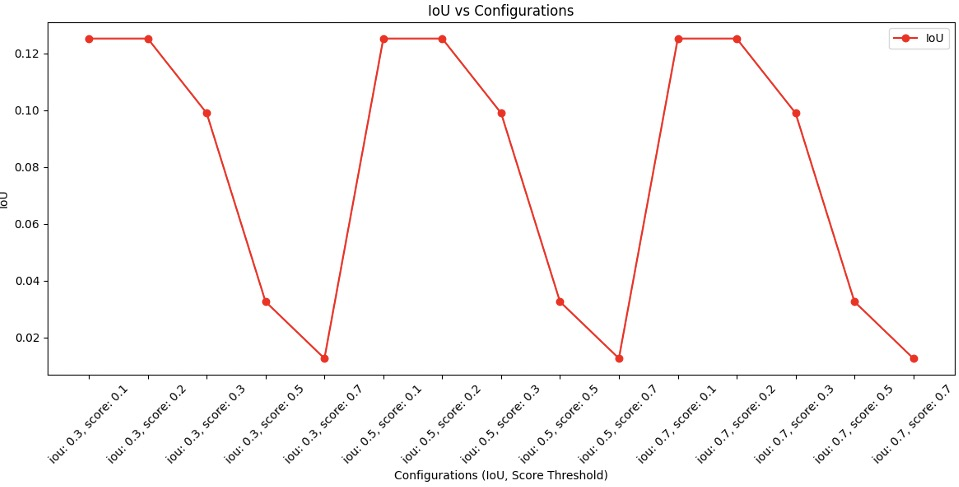 IoU vs Configurations
IoU
IoU
0.12
0.10
0.08
0.06
0.04
0.02
iou: 0.3, score: 0.1
iou: 0.3, score: 0.2
iou: 0.3, score: 0.3
iou: 0.3, score: 0.5
iou: 0.3, score: 0.7
iou: 0.5, score: 0.1
iou: 0.5, score: 0.2
iou: 0.5, score: 0.3
iou: 0.5, score: 0.5
iou: 0.5, score: 0.7
iou: 0.7, score: 0.1
iou: 0.7, score: 0.2
iou: 0.7, score: 0.3
iou: 0.7, score: 0.5
iou: 0.7, score: 0.7
Configurations (IoU, Score Threshold)